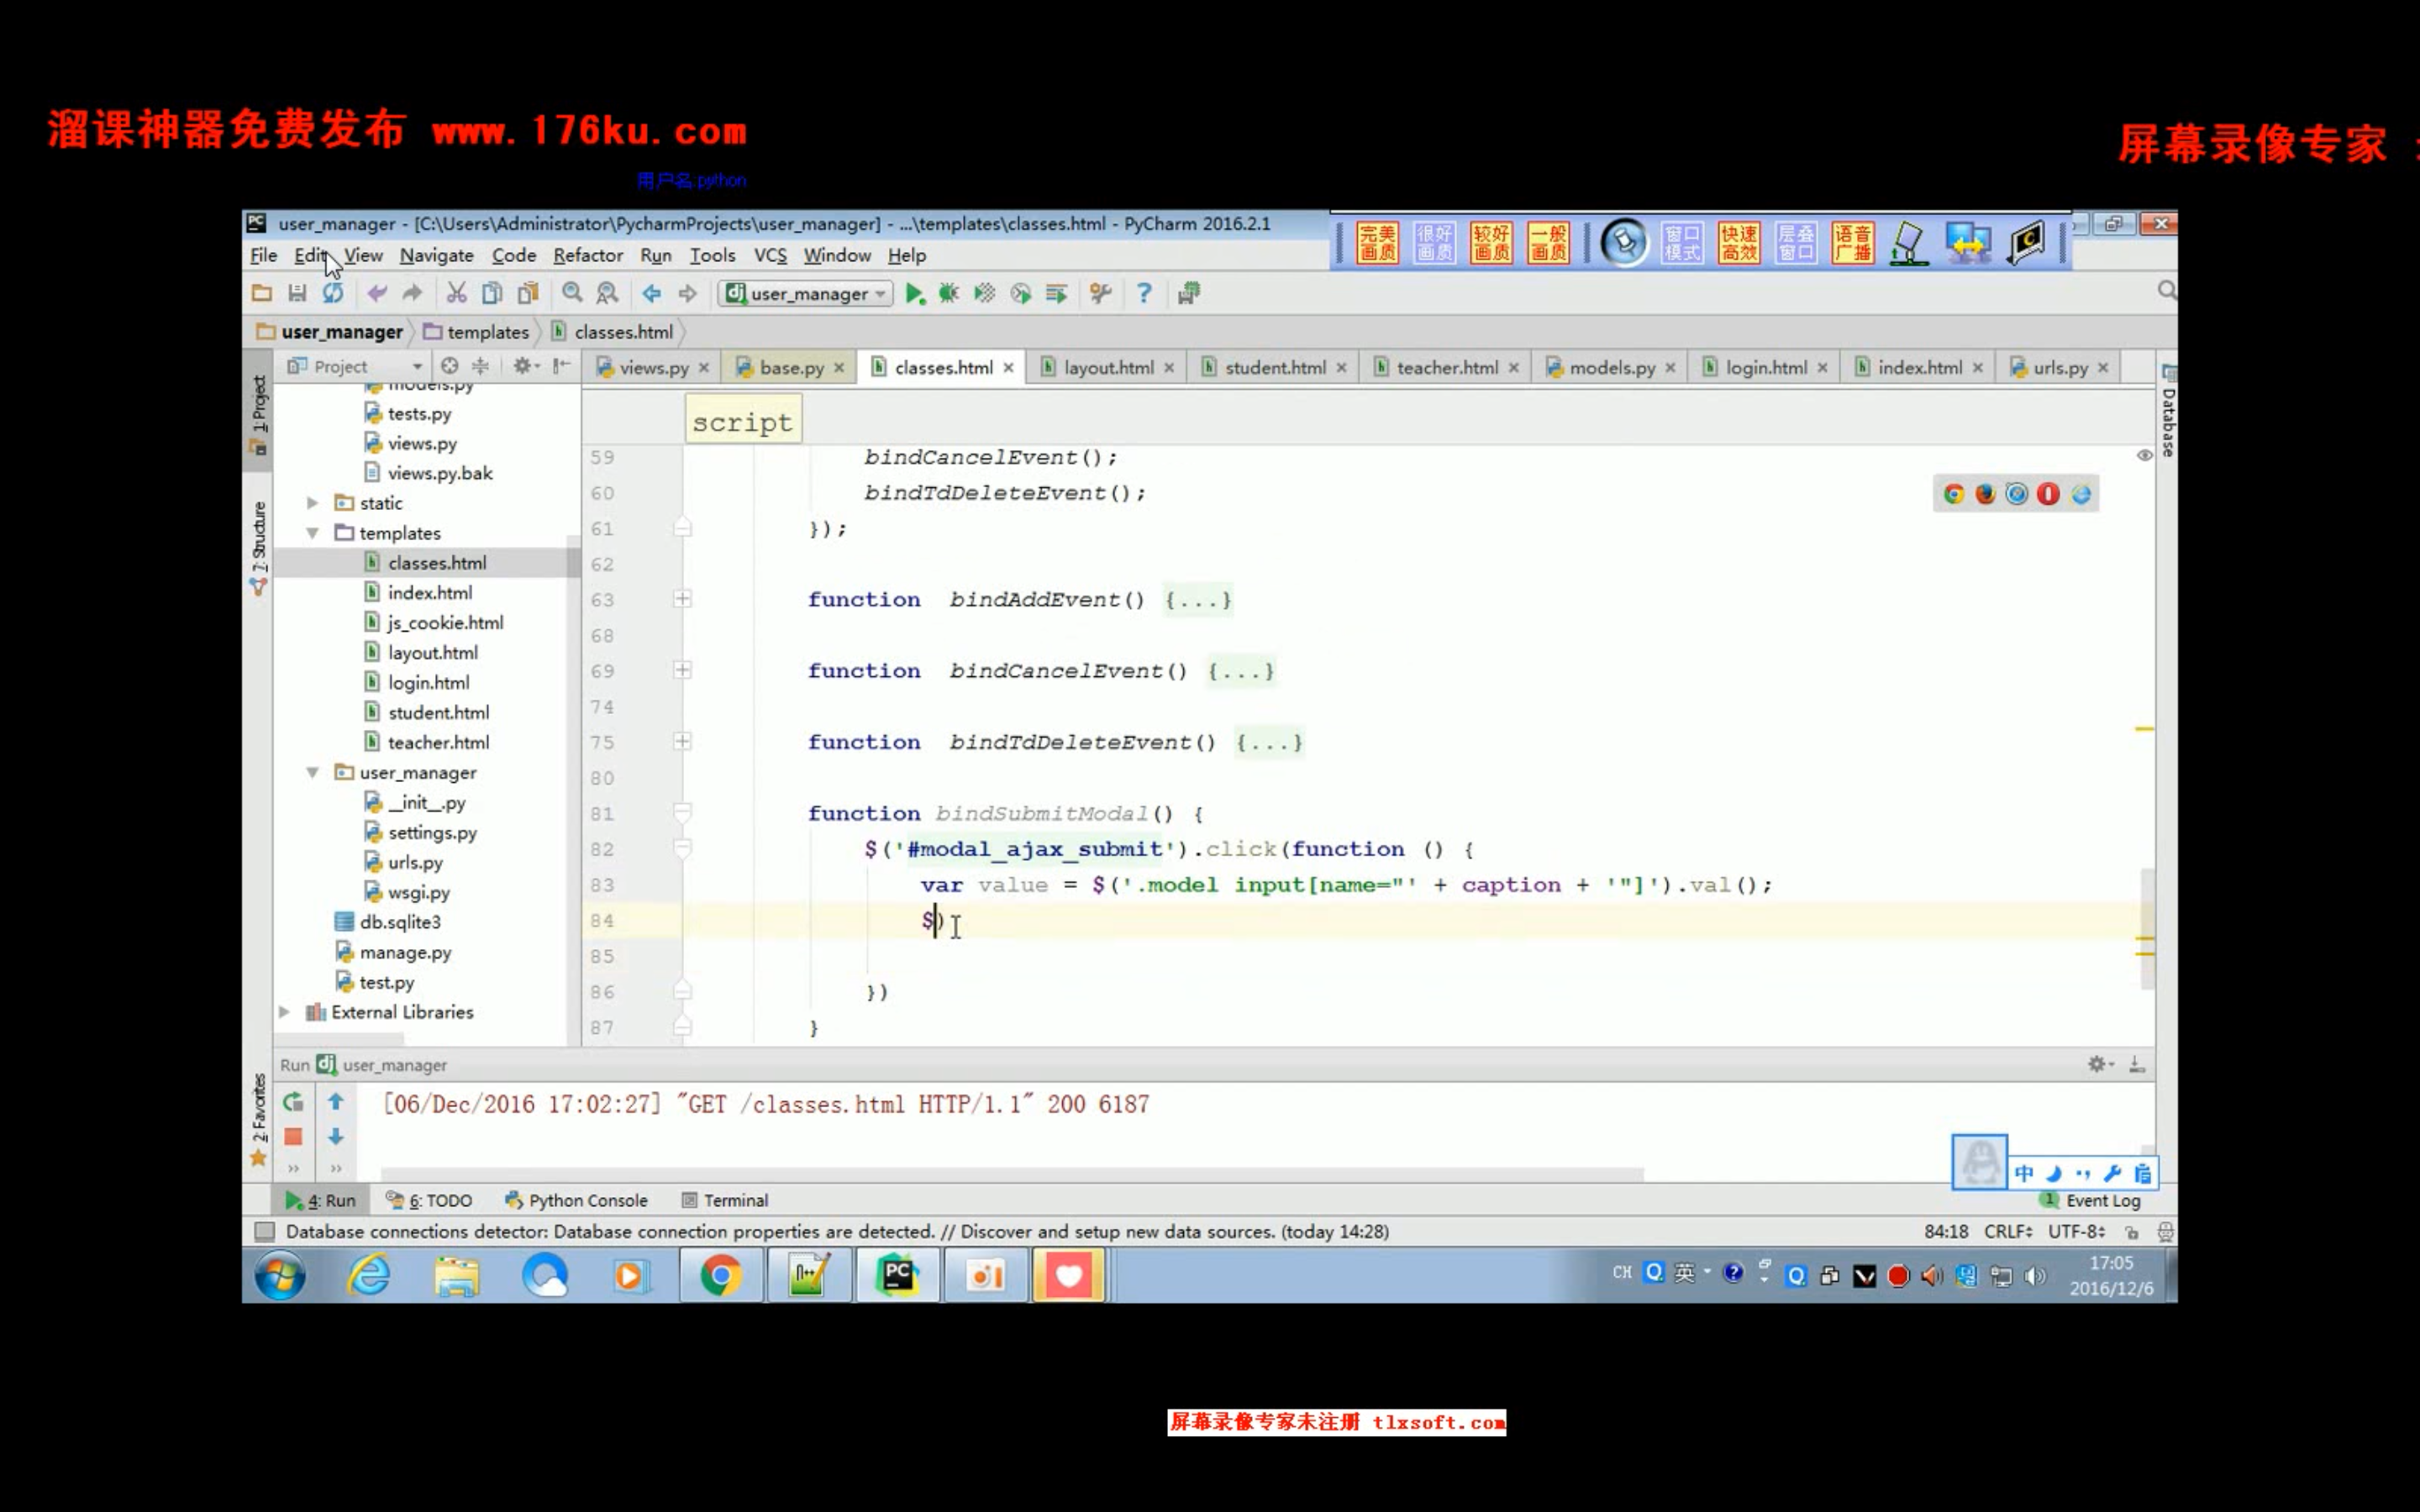 溜课神器免费发布 www.176ku.com
屏幕录像专家
用户名:python
user_manager - [C:\Users\Administrator\PycharmProjects\user_manager] - ...\templates\classes.html - PyCharm 2016.2.1
完美画质 很好画质 较好画质 一般画质 窗口模式 快速高效 层叠窗口 语音广播
File Edit View Navigate Code Refactor Run Tools VCS Window Help
user_manager
user_manager templates classes.html
Project
views.py base.py classes.html layout.html student.html teacher.html models.py login.html index.html urls.py
1: Project
7: Structure
2: Favorites
Database
models.py
tests.py
views.py
views.py.bak
static
templates
classes.html
index.html
js_cookie.html
layout.html
login.html
student.html
teacher.html
user_manager
__init__.py
settings.py
urls.py
wsgi.py
db.sqlite3
manage.py
test.py
External Libraries
script
59 bindCancelEvent();
60 bindTdDeleteEvent();
61 });
62
63 function bindAddEvent() {...}
68
69 function bindCancelEvent() {...}
74
75 function bindTdDeleteEvent() {...}
80
81 function bindSubmitModal() {
82 $('#modal_ajax_submit').click(function () {
83 var value = $('.model input[name="' + caption + '"]').val();
84 $)
85
86 })
87 }
Run user_manager
[06/Dec/2016 17:02:27] "GET /classes.html HTTP/1.1" 200 6187
中
4: Run 6: TODO Python Console Terminal 1 Event Log
Database connections detector: Database connection properties are detected. // Discover and setup new data sources. (today 14:28) 84:18 CRLF UTF-8
CH 英 17:05
2016/12/6
屏幕录像专家未注册 tlxsoft.com